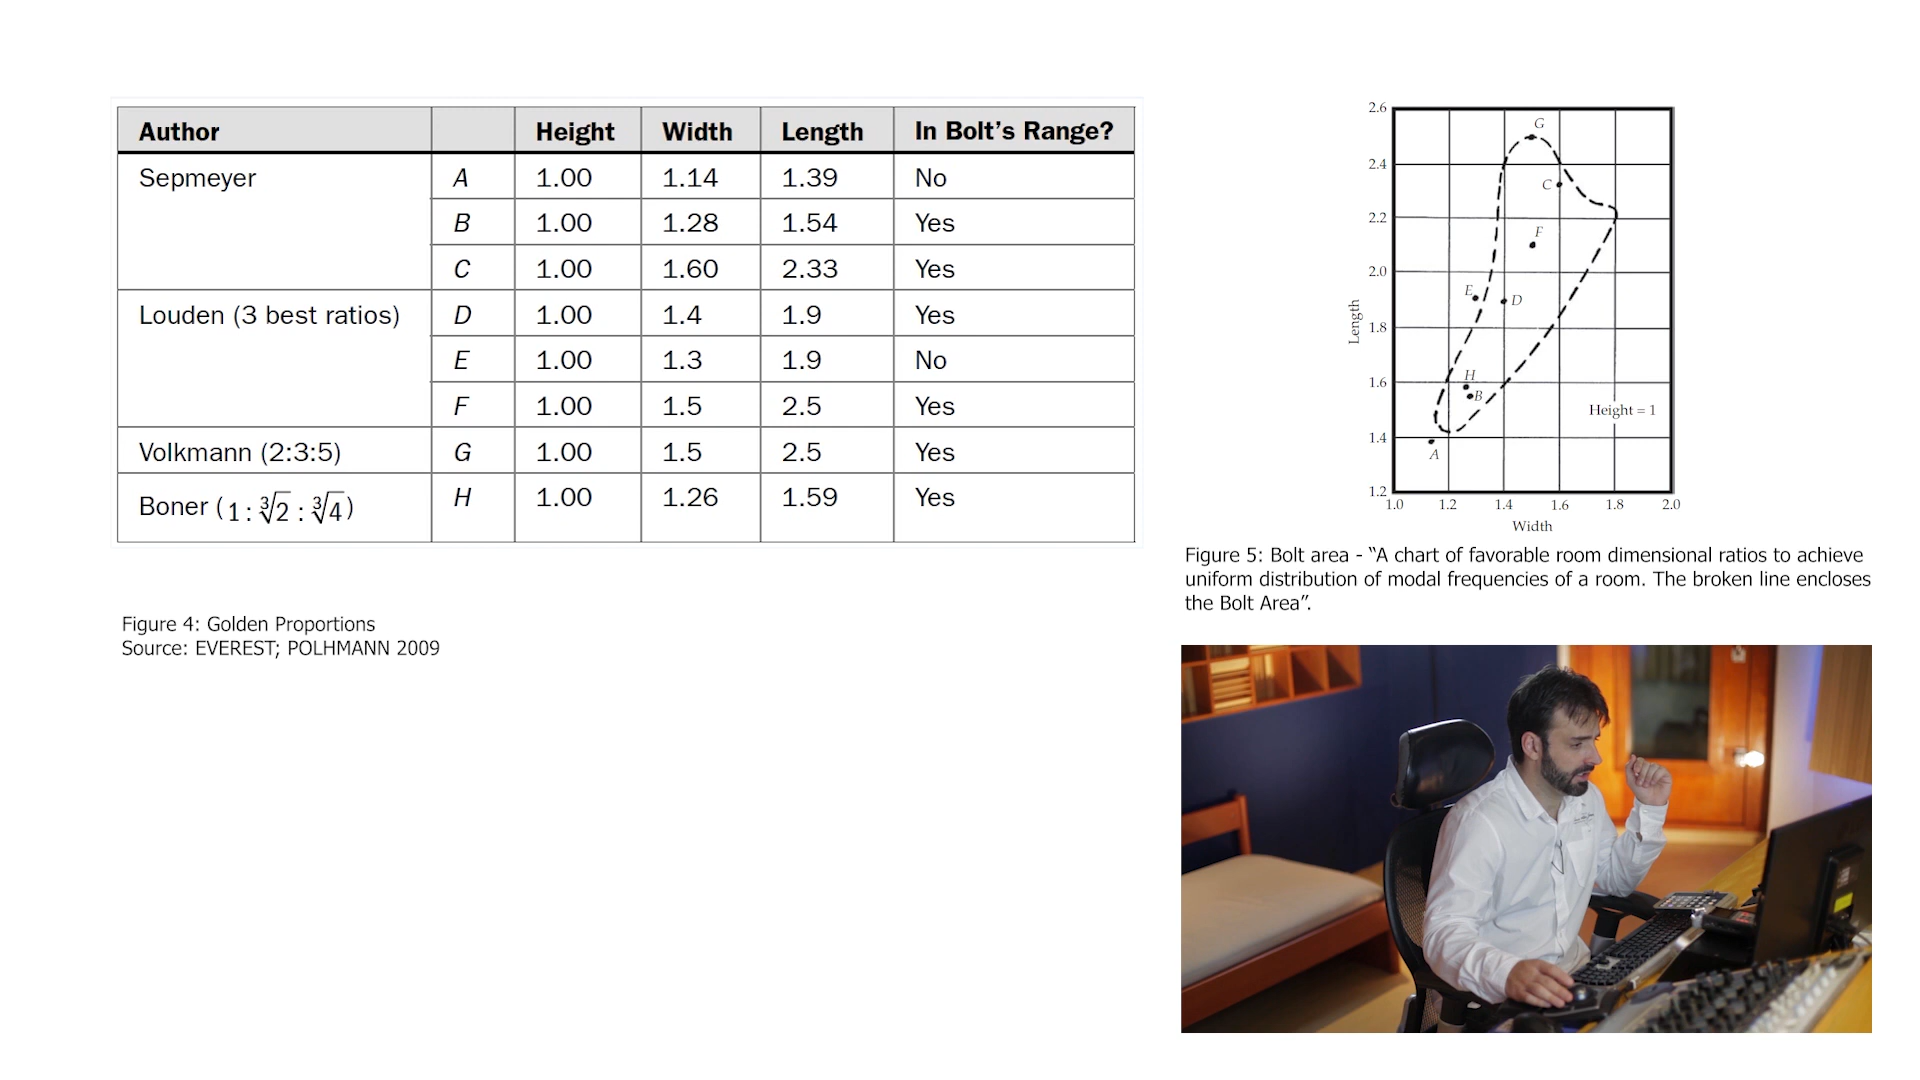 Author Height Width Length In Bolt's Range?
Sepmeyer A 1.00 1.14 1.39 No
B 1.00 1.28 1.54 Yes
C 1.00 1.60 2.33 Yes
Louden (3 best ratios) D 1.00 1.4 1.9 Yes
E 1.00 1.3 1.9 No
F 1.00 1.5 2.5 Yes
Volkmann (2:3:5) G 1.00 1.5 2.5 Yes
Boner (1 : ∛2 : ∛4) H 1.00 1.26 1.59 Yes
Figure 4: Golden Proportions
Source: EVEREST; POLHMANN 2009
2.6
G
2.4
C
2.2
F
2.0
E
D
Length
1.8
H
1.6
B
Height = 1
1.4
A
1.2
1.0 1.2 1.4 1.6 1.8 2.0
Width
Figure 5: Bolt area - “A chart of favorable room dimensional ratios to achieve
uniform distribution of modal frequencies of a room. The broken line encloses
the Bolt Area”.